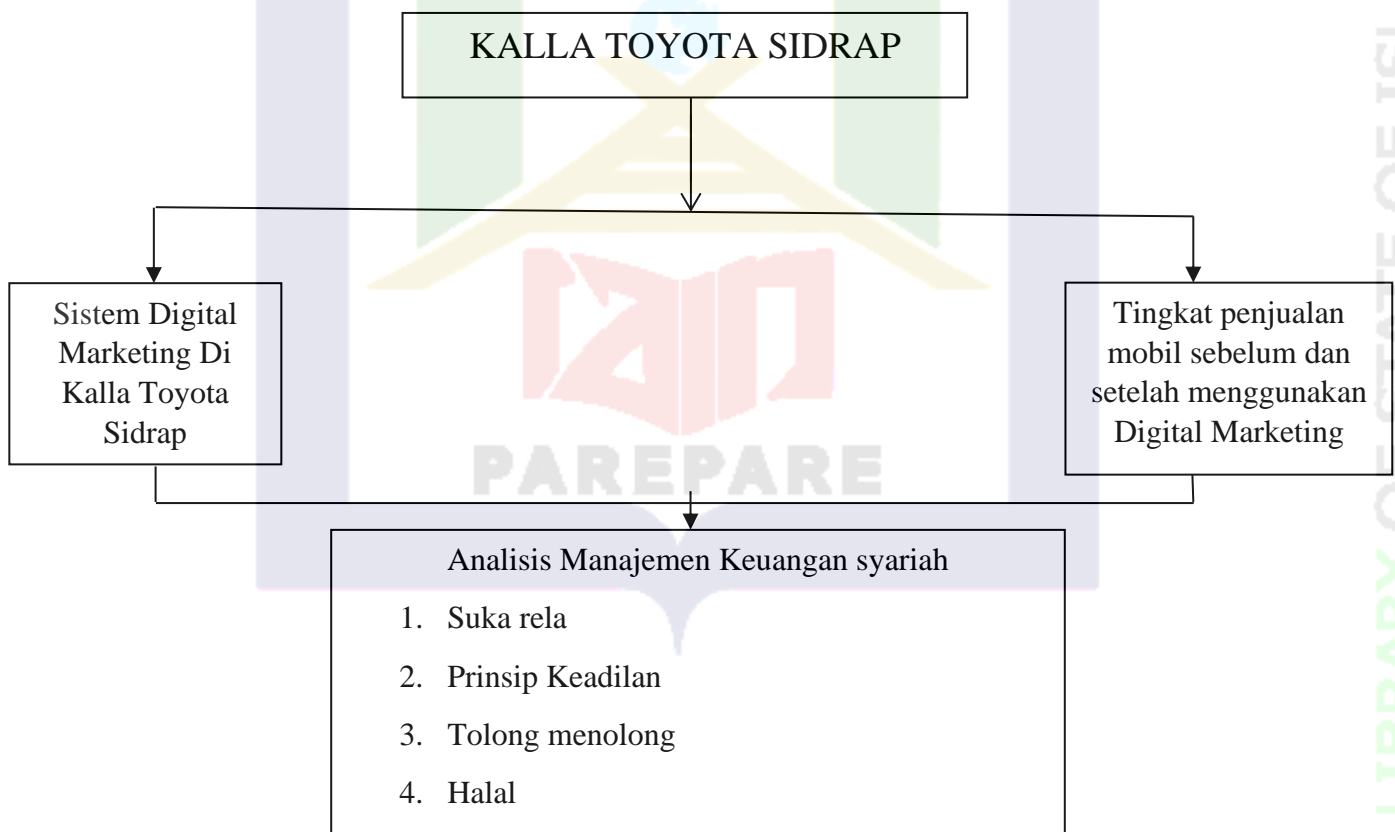 KALLA TOYOTA SIDRAP
Sistem Digital
Marketing Di
Kalla Toyota
Sidrap
Tingkat penjualan
mobil sebelum dan
setelah menggunakan
Digital Marketing
PAREPARE
Analisis Manajemen Keuangan syariah
1. Suka rela
2. Prinsip Keadilan
3. Tolong menolong
4. Halal